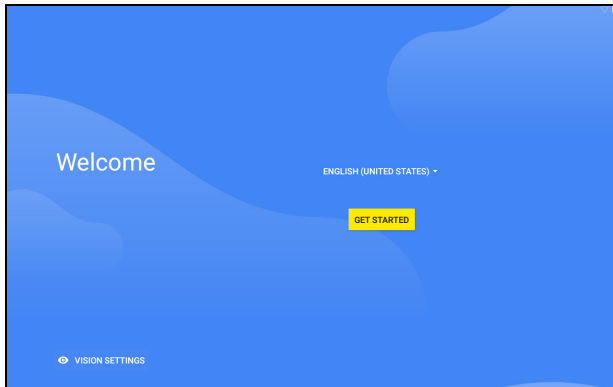 Welcome
ENGLISH (UNITED STATES)
GET STARTED
VISION SETTINGS